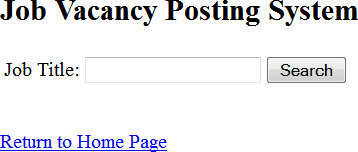 Job Vacancy Posting System
Job Title: Search
Return to Home Page